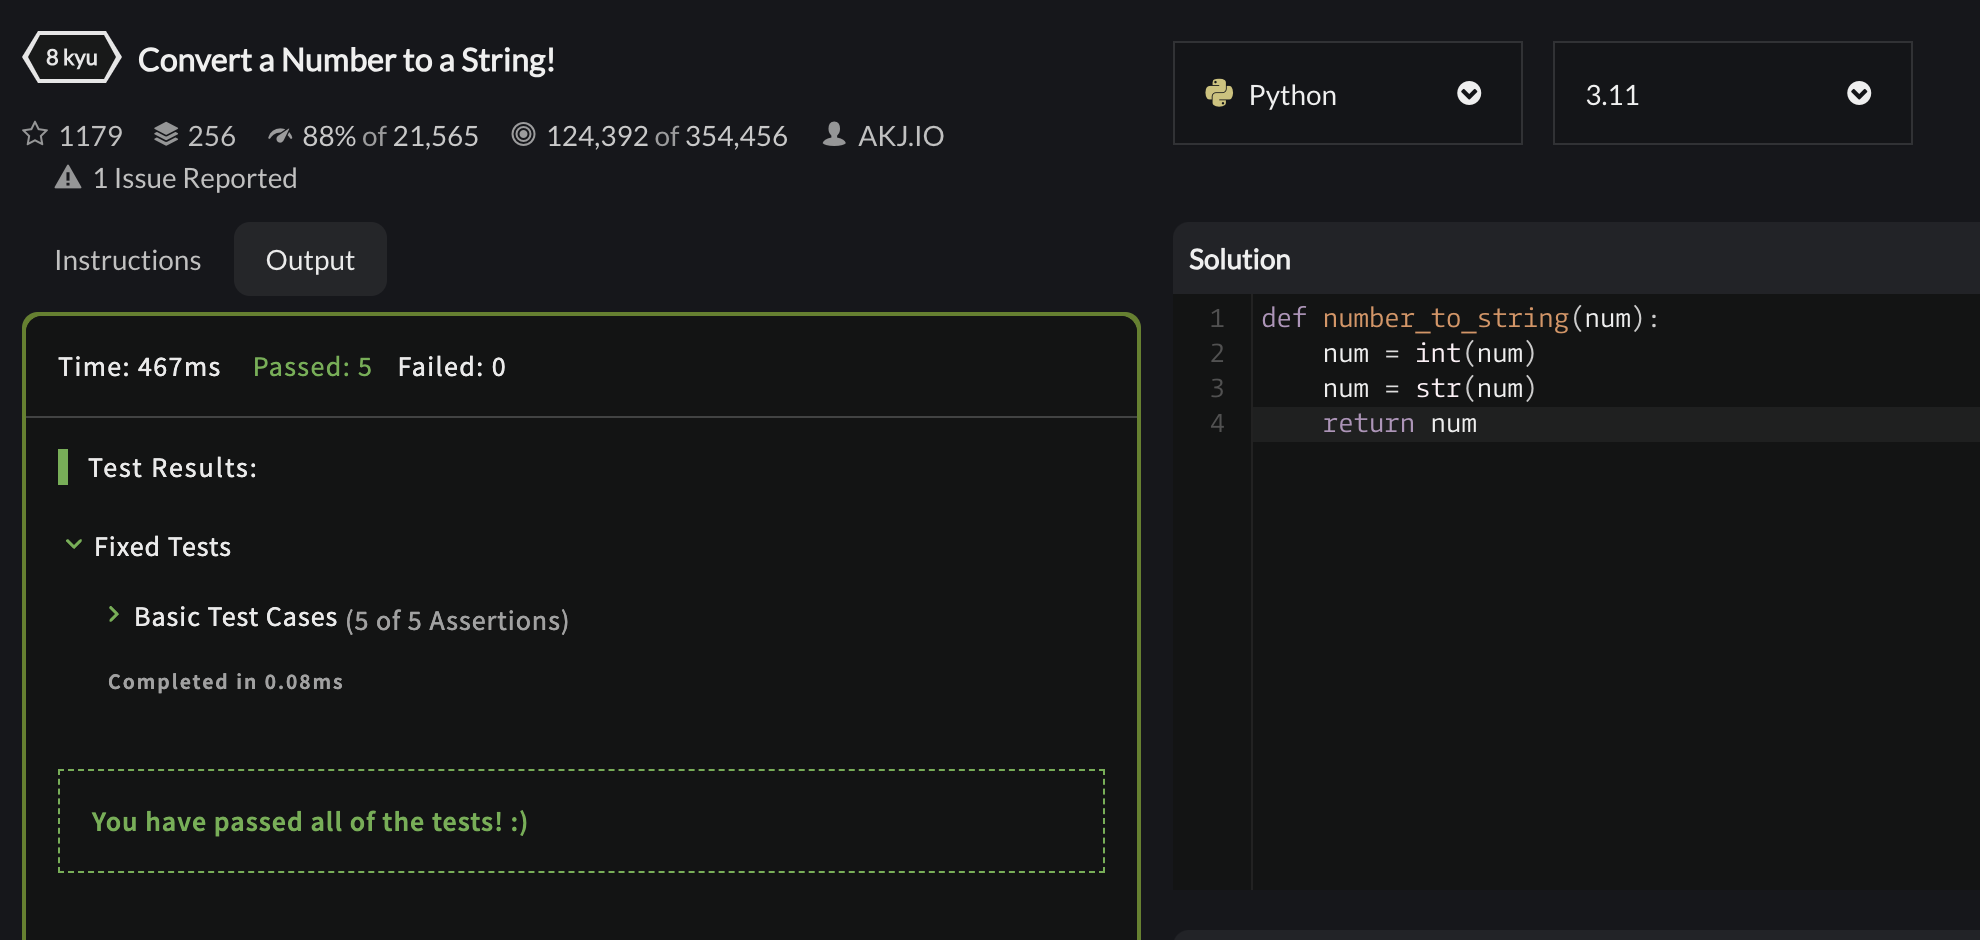 8 kyu Convert a Number to a String!
1179 256 88% of 21,565 124,392 of 354,456 AKJ.IO
1 Issue Reported
Instructions Output
Time: 467ms Passed: 5 Failed: 0
Test Results:
Fixed Tests
Basic Test Cases (5 of 5 Assertions)
Completed in 0.08ms
You have passed all of the tests! :)
Python 3.11
Solution
1 def number_to_string(num):
2     num = int(num)
3     num = str(num)
4     return num